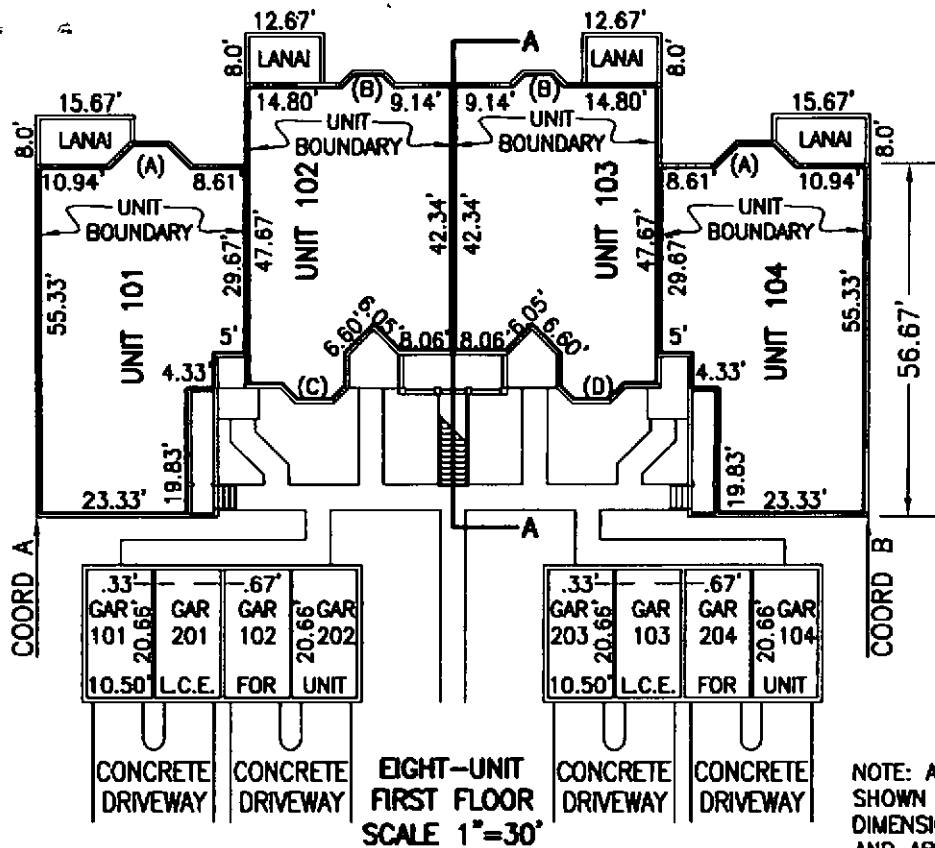 12.67'
12.67'
A
8.0'
LANAI
LANAI
8.0'
15.67'
14.80'
(B)
9.14'
9.14'
(B)
14.80'
15.67'
8.0'
LANAI
UNIT
BOUNDARY
UNIT
BOUNDARY
LANAI
8.0'
10.94'
(A)
8.61'
8.61'
(A)
10.94'
UNIT
BOUNDARY
UNIT 102
UNIT 103
UNIT
BOUNDARY
55.33'
UNIT 101
29.67'
47.67'
42.34'
42.34'
47.67'
29.67'
UNIT 104
55.33'
56.67'
5'
6.60'
6.05'
8.06'
8.06'
6.05'
6.60'
5'
4.33'
(C)
(D)
4.33'
19.83'
19.83'
23.33'
23.33'
A
COORD A
COORD B
.33'
.67'
.33'
.67'
GAR
101
20.66'
GAR
201
GAR
102
20.66'
GAR
202
GAR
203
20.66'
GAR
103
GAR
204
20.66'
GAR
104
10.50'
L.C.E.
FOR
UNIT
10.50'
L.C.E.
FOR
UNIT
CONCRETE
DRIVEWAY
CONCRETE
DRIVEWAY
EIGHT-UNIT
FIRST FLOOR
SCALE 1"=30'
CONCRETE
DRIVEWAY
CONCRETE
DRIVEWAY
NOTE: A
SHOWN
DIMENSI